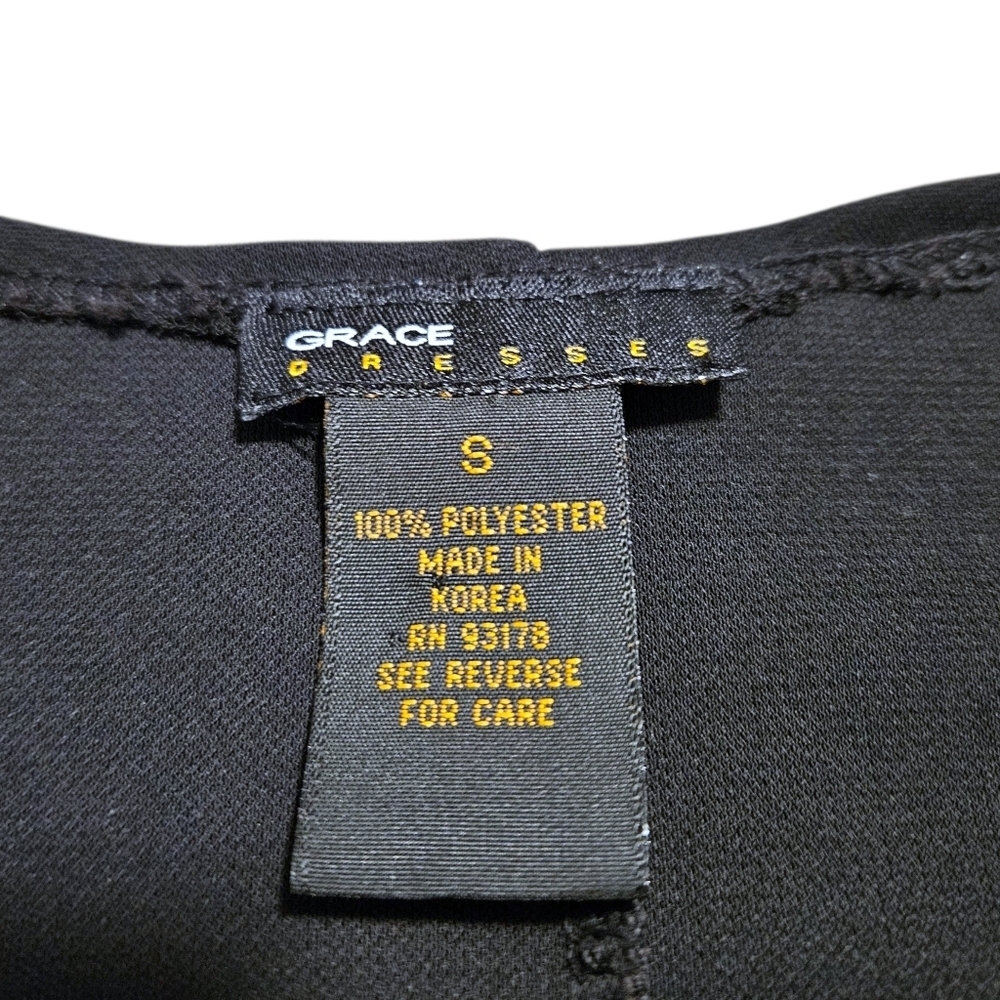 GRACE
DRESSES
S
100% POLYESTER
MADE IN
KOREA
RN 93178
SEE REVERSE
FOR CARE